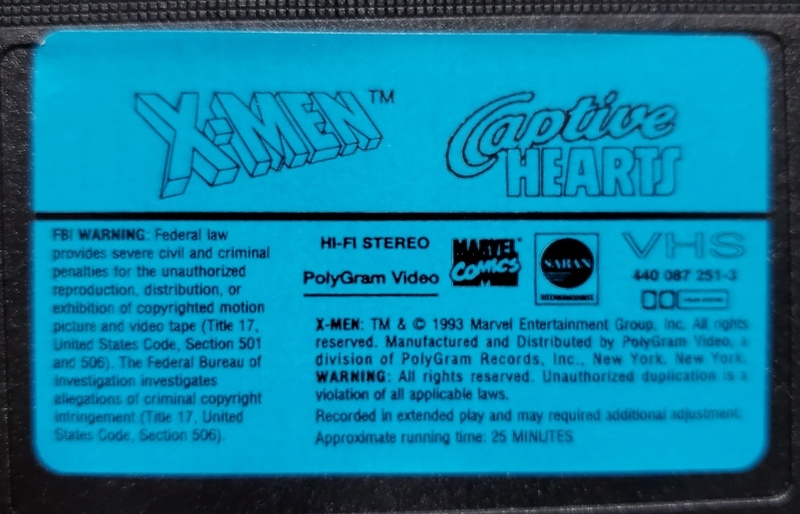 X-MEN™
Captive
HEARTS
FBI WARNING: Federal law
provides severe civil and criminal
penalties for the unauthorized
reproduction, distribution, or
exhibition of copyrighted motion
picture and video tape (Title 17,
United States Code, Section 501
and 506). The Federal Bureau of
investigation investigates
allegations of criminal copyright
infringement (Title 17, United
States Code, Section 506).
HI-FI STEREO
PolyGram Video
MARVEL
COMICS
SABAN
VHS
440 087 251-3
X-MEN: TM & © 1993 Marvel Entertainment Group, Inc. All rights
reserved. Manufactured and Distributed by PolyGram Video, a
division of PolyGram Records, Inc., New York, New York.
WARNING: All rights reserved. Unauthorized duplication is a
violation of all applicable laws.
Recorded in extended play and may required additional adjustment.
Approximate running time: 25 MINUTES